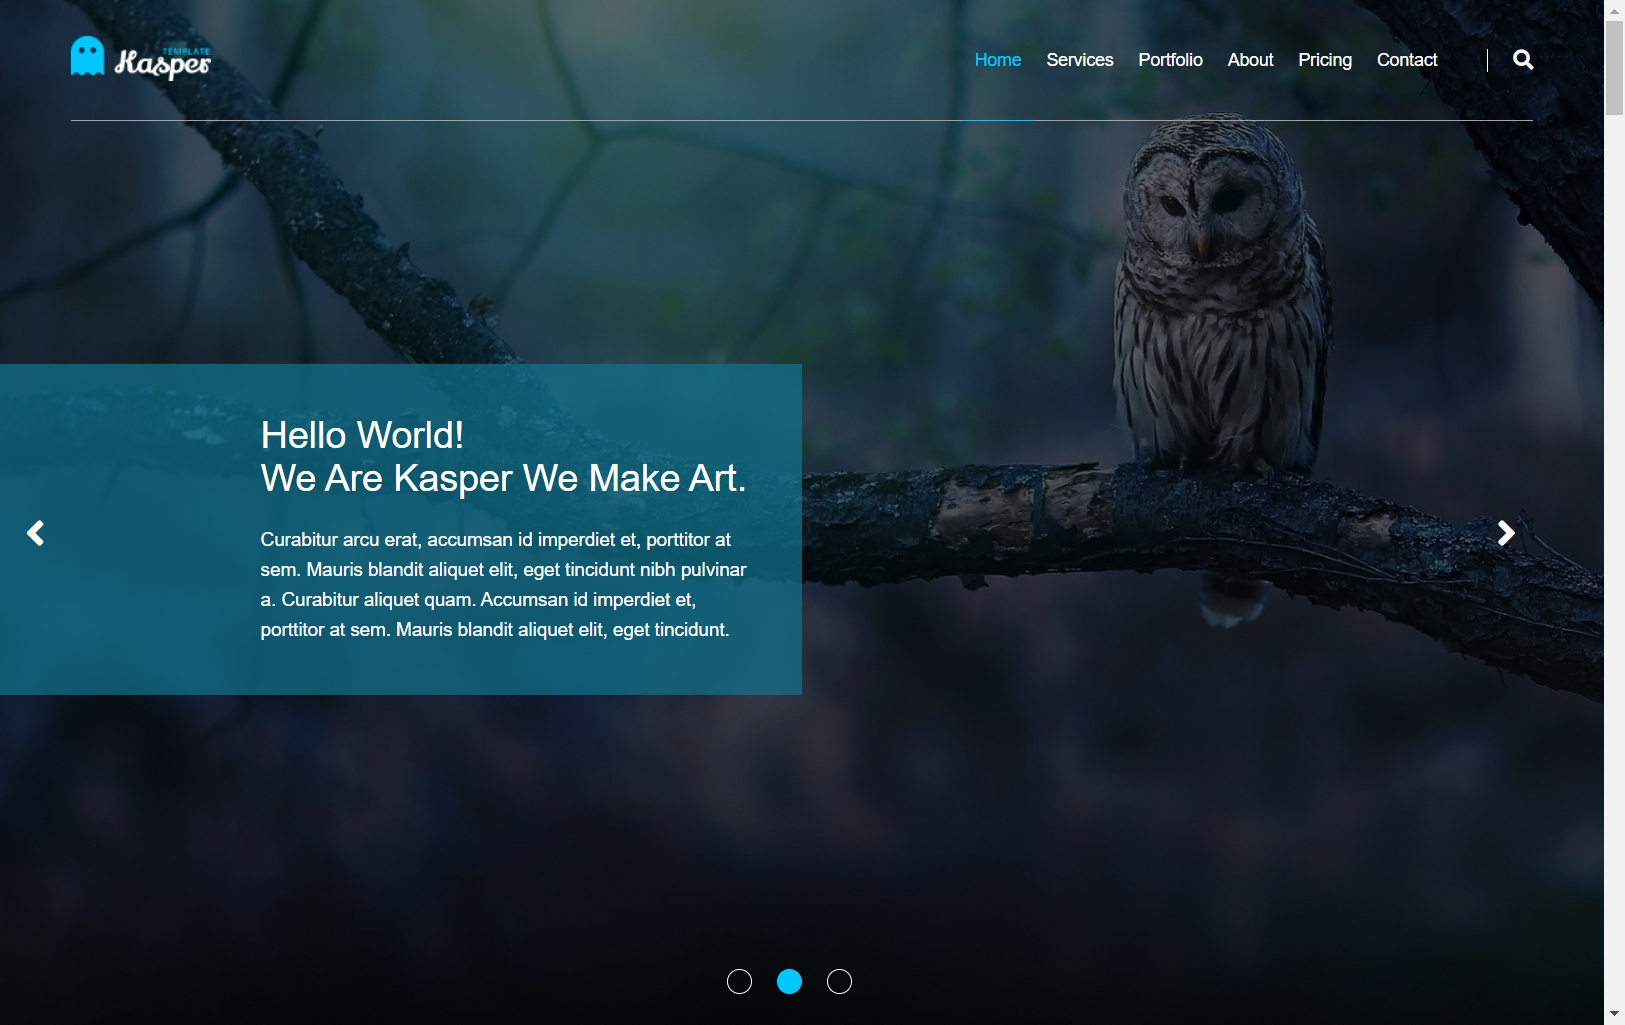 TEMPLATE
Kasper
Home Services Portfolio About Pricing Contact
Hello World!
We Are Kasper We Make Art.
Curabitur arcu erat, accumsan id imperdiet et, porttitor at
sem. Mauris blandit aliquet elit, eget tincidunt nibh pulvinar
a. Curabitur aliquet quam. Accumsan id imperdiet et,
porttitor at sem. Mauris blandit aliquet elit, eget tincidunt.